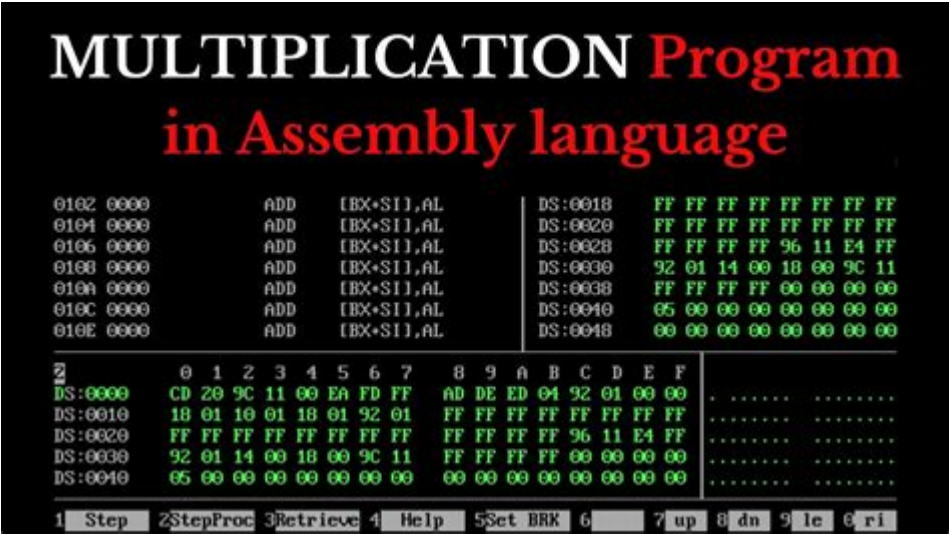 MULTIPLICATION Program
in Assembly language
0102 0000 ADD [BX+SI],AL DS:0018 FF FF FF FF FF FF FF FF
0104 0000 ADD [BX+SI],AL DS:0020 FF FF FF FF FF FF FF FF
0106 0000 ADD [BX+SI],AL DS:0028 FF FF FF FF 96 11 E4 FF
0108 0000 ADD [BX+SI],AL DS:0030 92 01 14 00 18 00 9C 11
010A 0000 ADD [BX+SI],AL DS:0038 FF FF FF FF 00 00 00 00
010C 0000 ADD [BX+SI],AL DS:0040 05 00 00 00 00 00 00 00
010E 0000 ADD [BX+SI],AL DS:0048 00 00 00 00 00 00 00 00
2 0 1 2 3 4 5 6 7 8 9 A B C D E F
DS:0000 CD 20 9C 11 00 EA FD FF AD DE ED 04 92 01 00 00 . ...... ........
DS:0010 18 01 10 01 18 01 92 01 FF FF FF FF FF FF FF FF ........ ........
DS:0020 FF FF FF FF FF FF FF FF FF FF FF FF 96 11 E4 FF ........ ........
DS:0030 92 01 14 00 18 00 9C 11 FF FF FF FF 00 00 00 00 ........ ........
DS:0040 05 00 00 00 00 00 00 00 00 00 00 00 00 00 00 00 ........ ........
1 Step 2StepProc 3Retrieve 4 Help 5Set BRK 6 7 up 8 dn 9 le 0 ri